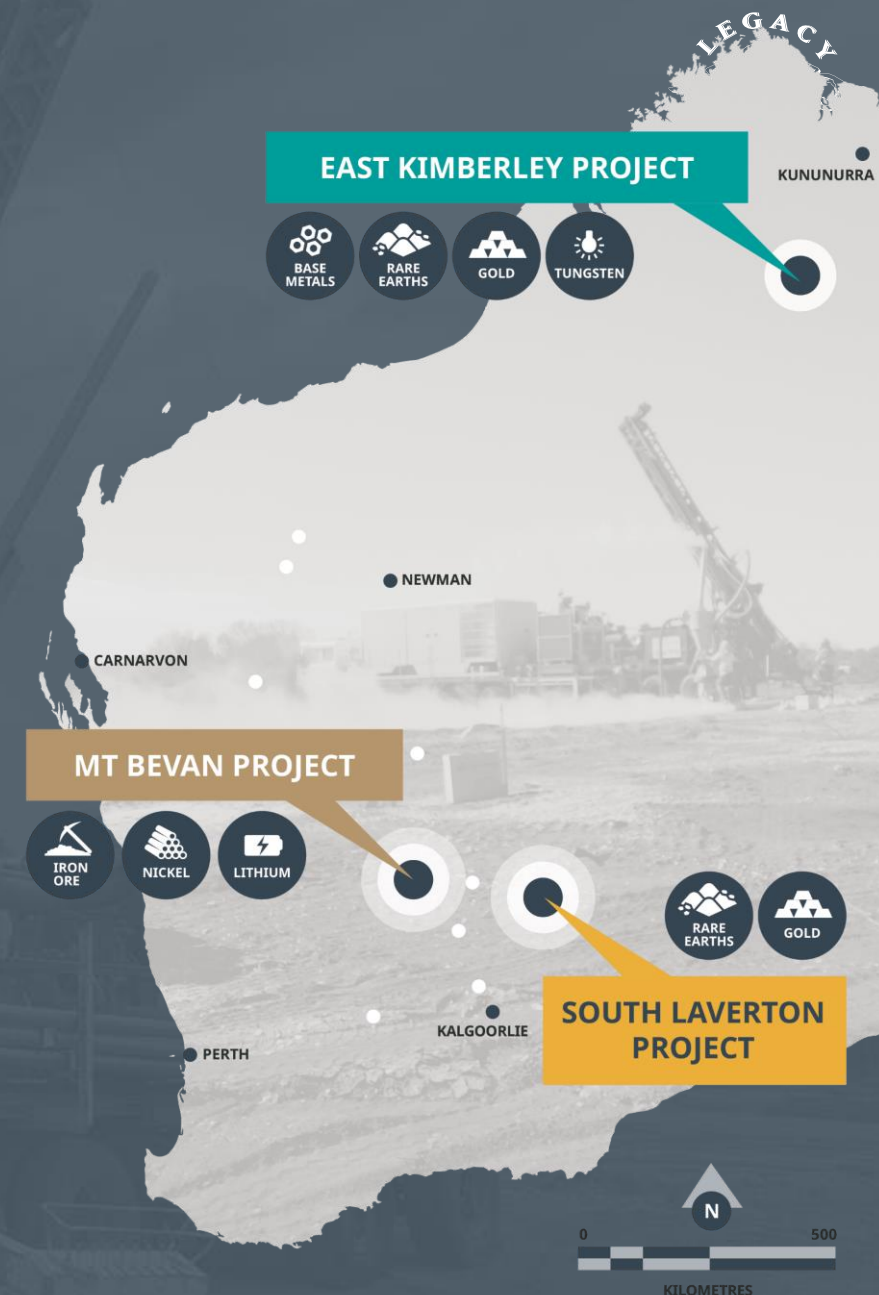 LEGACY
EAST KIMBERLEY PROJECT
KUNUNURRA
BASE
METALS
RARE
EARTHS
GOLD
TUNGSTEN
NEWMAN
CARNARVON
MT BEVAN PROJECT
IRON
ORE
NICKEL
LITHIUM
RARE
EARTHS
GOLD
SOUTH LAVERTON
PROJECT
KALGOORLIE
PERTH
N
0 500
KILOMETRES